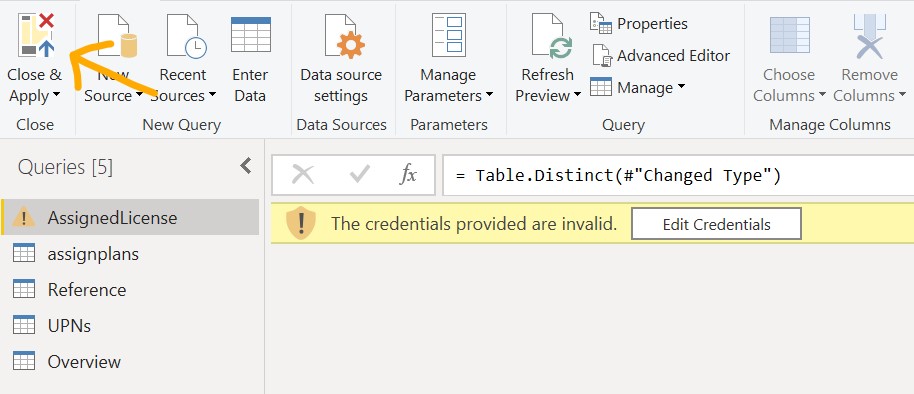 Close & Apply
New Source
Recent Sources
Enter Data
Data source settings
Manage Parameters
Refresh Preview
Properties
Advanced Editor
Manage
Choose Columns
Remove Columns
Close
New Query
Data Sources
Parameters
Query
Manage Columns
Queries [5]
fx
= Table.Distinct(#"Changed Type")
AssignedLicense
The credentials provided are invalid.
Edit Credentials
assignplans
Reference
UPNs
Overview